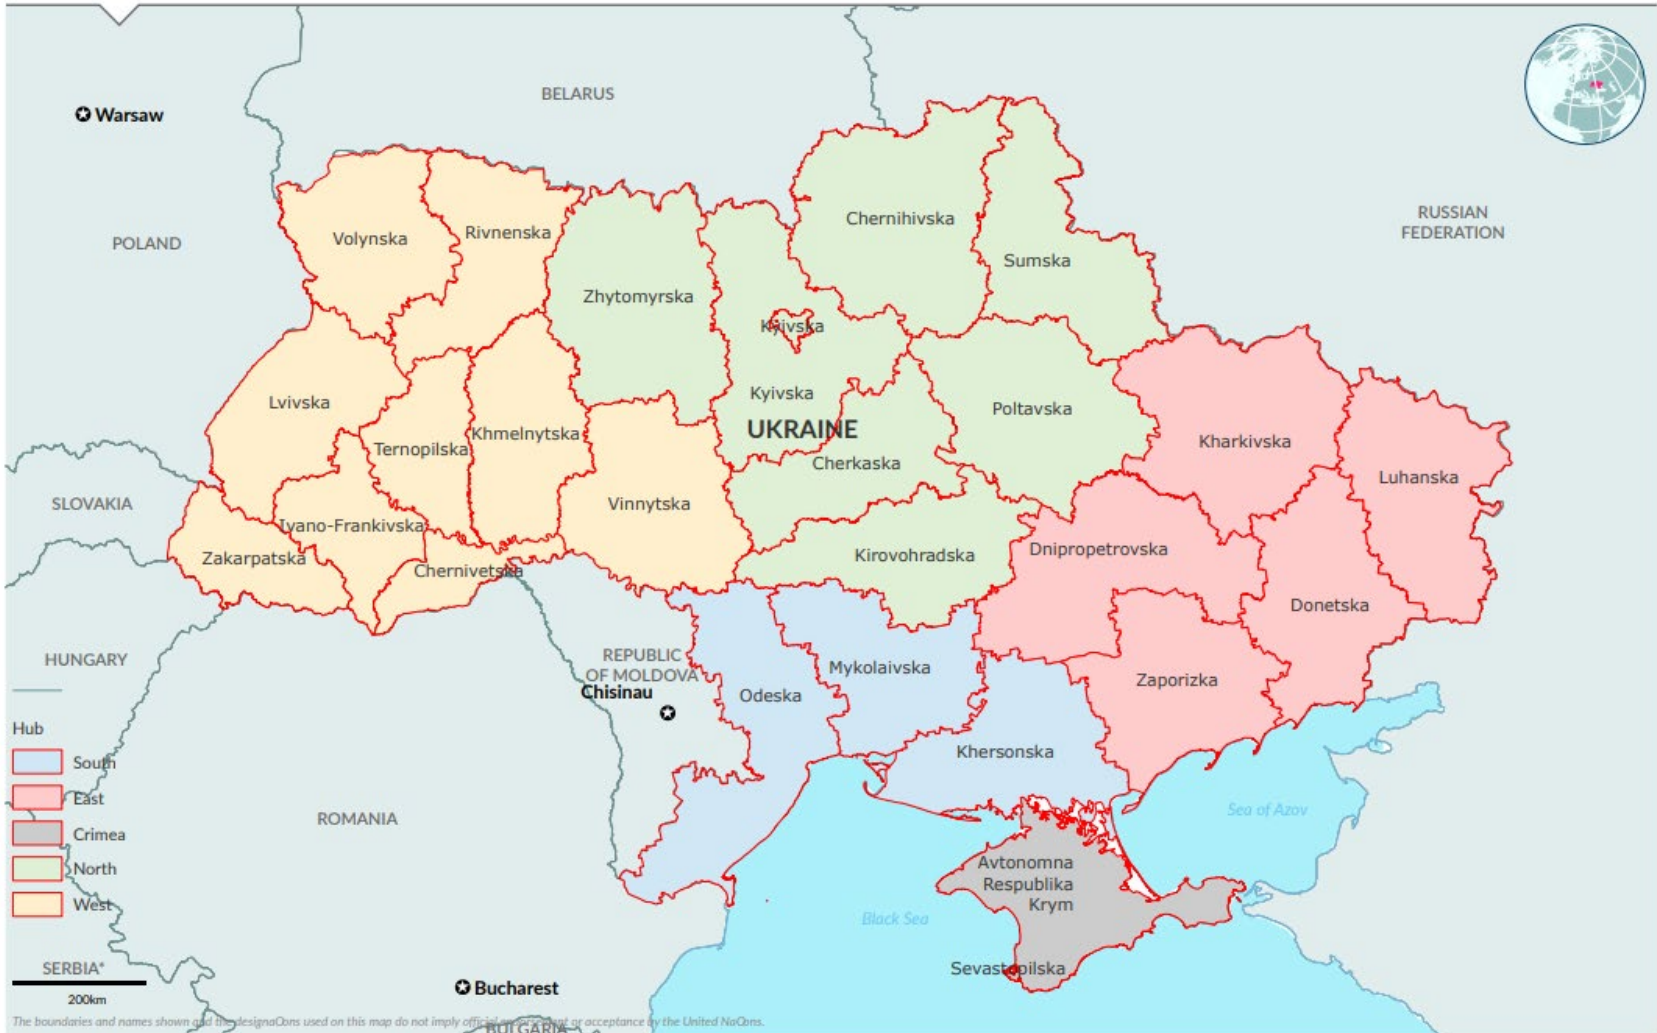 BELARUS
Warsaw
RUSSIAN
FEDERATION
POLAND
Volynska
Rivnenska
Chernihivska
Sumska
Zhytomyrska
Kyivska
Kyivska
UKRAINE
Lvivska
Ternopilska
Khmelnytska
Cherkaska
Poltavska
Kharkivska
Luhanska
SLOVAKIA
Vinnytska
Ivano-Frankivska
Zakarpatska
Chernivetska
Kirovohradska
Dnipropetrovska
Donetska
HUNGARY
REPUBLIC
OF MOLDOVA
Chisinau
Odeska
Mykolaivska
Zaporizka
Khersonska
Hub
South
East
Crimea
North
West
ROMANIA
Sea of Azov
Avtonomna
Respublika
Krym
Black Sea
Sevastopilska
SERBIA*
200km
Bucharest
BULGARIA
The boundaries and names shown and the designaOons used on this map do not imply official endorsement or acceptance by the United NaOons.